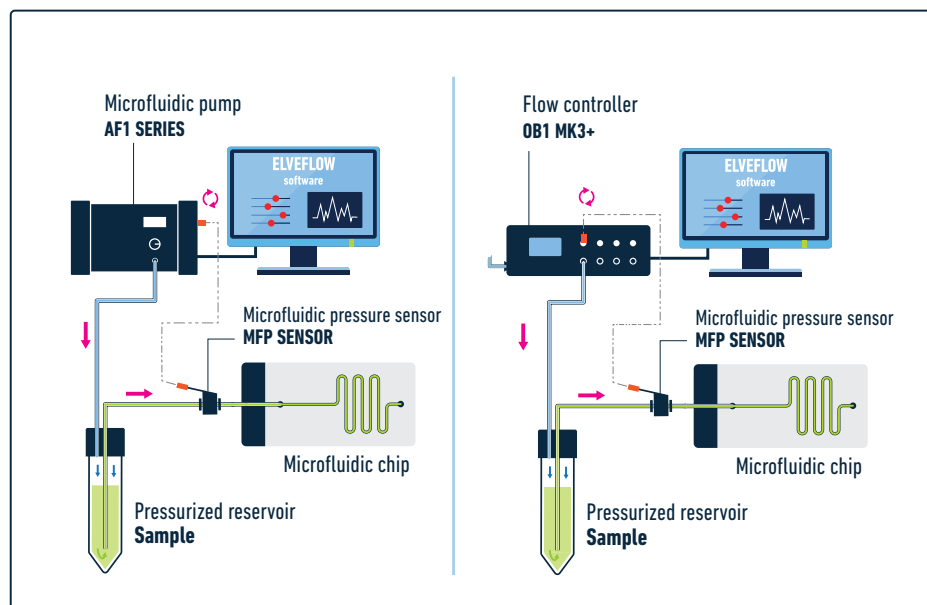 Microfluidic pump
AF1 SERIES
ELVEFLOW
software
Microfluidic pressure sensor
MFP SENSOR
Microfluidic chip
Pressurized reservoir
Sample
Flow controller
OB1 MK3+
ELVEFLOW
software
Microfluidic pressure sensor
MFP SENSOR
Microfluidic chip
Pressurized reservoir
Sample